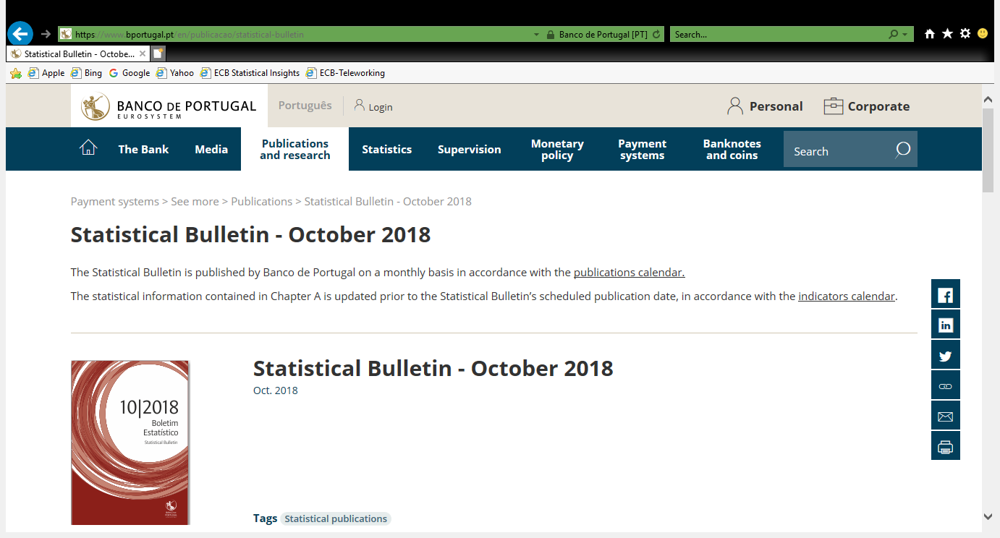 https://www.bportugal.pt/en/publicacao/statistical-bulletin
Banco de Portugal [PT]
Search...
Statistical Bulletin - Octobe...
Apple
Bing
Google
Yahoo
ECB Statistical Insights
ECB-Teleworking
BANCO DE PORTUGAL
EUROSYSTEM
Português
Login
Personal
Corporate
The Bank
Media
Publications
and research
Statistics
Supervision
Monetary
policy
Payment
systems
Banknotes
and coins
Search
Payment systems > See more > Publications > Statistical Bulletin - October 2018
Statistical Bulletin - October 2018
The Statistical Bulletin is published by Banco de Portugal on a monthly basis in accordance with the publications calendar.
The statistical information contained in Chapter A is updated prior to the Statistical Bulletin’s scheduled publication date, in accordance with the indicators calendar.
10|2018
Boletim
Estatístico
Statistical Bulletin
BANCO DE
PORTUGAL
Statistical Bulletin - October 2018
Oct. 2018
Tags Statistical publications